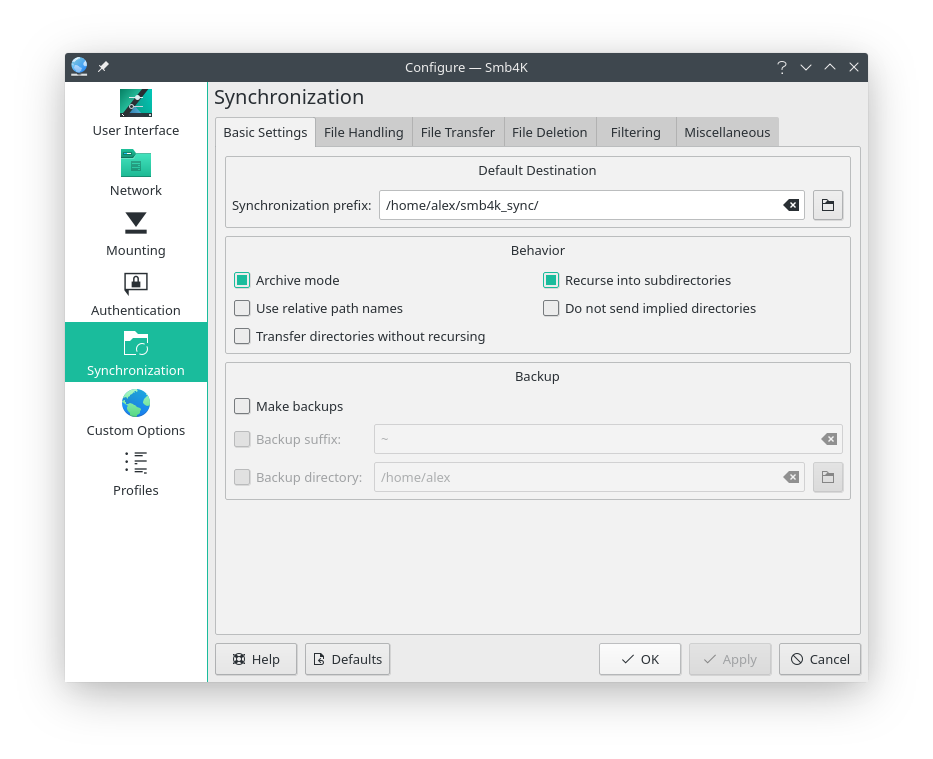 Configure — Smb4K
User Interface
Network
Mounting
Authentication
Synchronization
Custom Options
Profiles
Synchronization
Basic Settings File Handling File Transfer File Deletion Filtering Miscellaneous
Default Destination
Synchronization prefix: /home/alex/smb4k_sync/
Behavior
Archive mode Recurse into subdirectories
Use relative path names Do not send implied directories
Transfer directories without recursing
Backup
Make backups
Backup suffix: ~
Backup directory: /home/alex
Help Defaults OK Apply Cancel